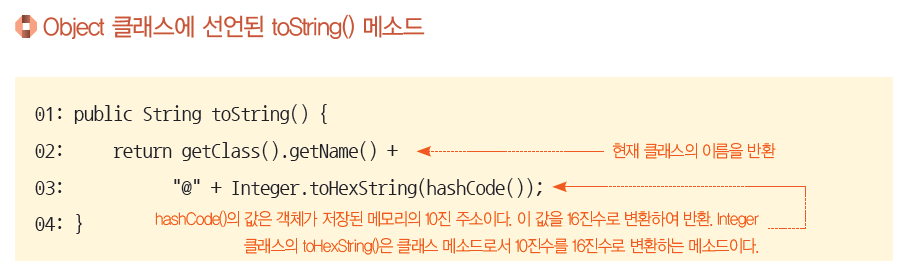 Object 클래스에 선언된 toString() 메소드
01: public String toString() {
02: return getClass().getName() +
현재 클래스의 이름을 반환
03: "@" + Integer.toHexString(hashCode());
04: }
hashCode()의 값은 객체가 저장된 메모리의 10진 주소이다. 이 값을 16진수로 변환하여 반환. Integer
클래스의 toHexString()은 클래스 메소드로서 10진수를 16진수로 변환하는 메소드이다.